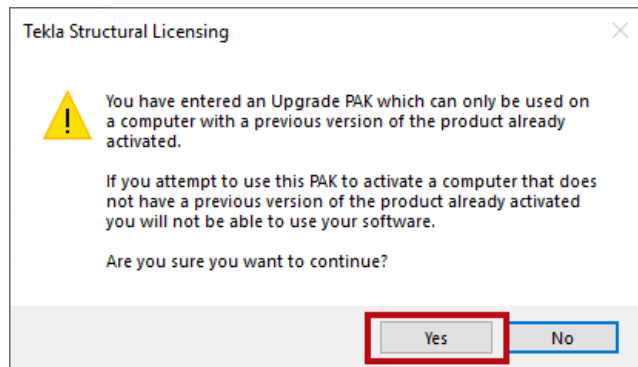 Tekla Structural Licensing
You have entered an Upgrade PAK which can only be used on
a computer with a previous version of the product already
activated.
If you attempt to use this PAK to activate a computer that does
not have a previous version of the product already activated
you will not be able to use your software.
Are you sure you want to continue?
Yes
No